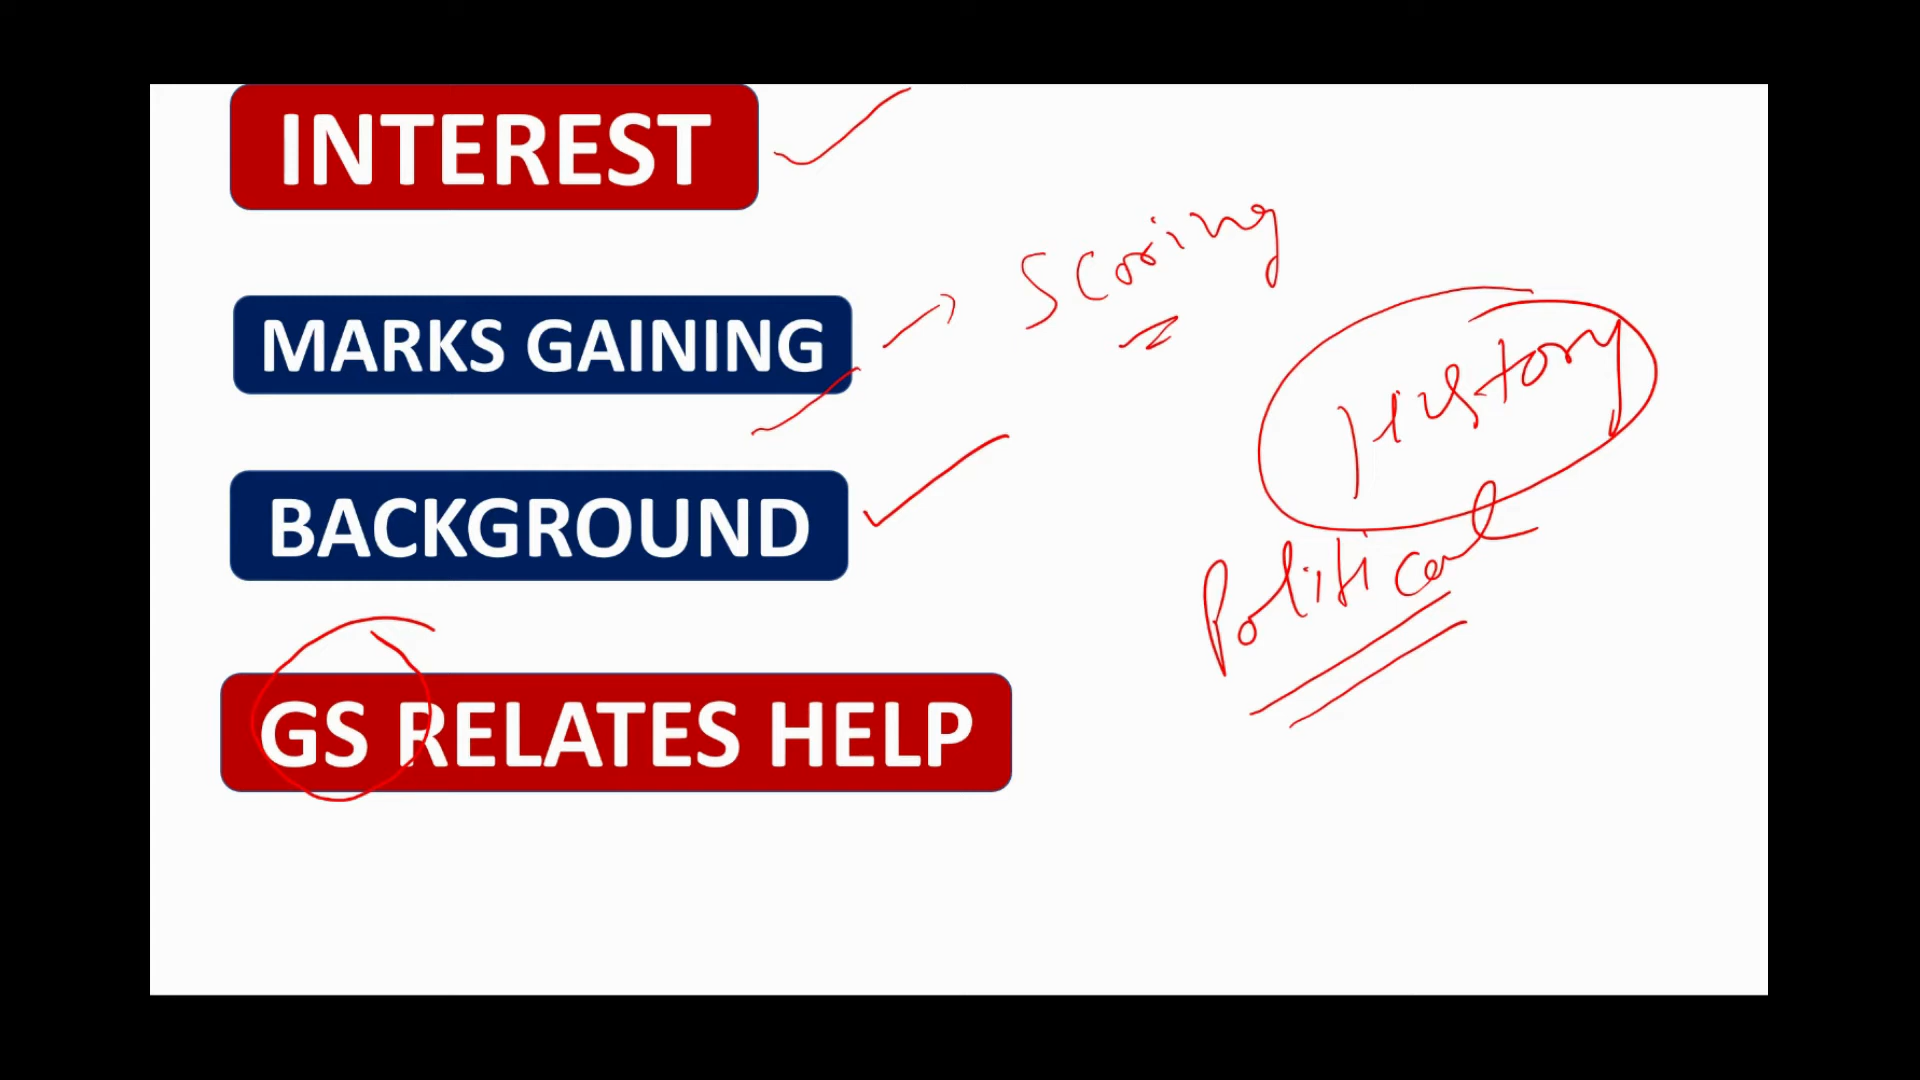 INTEREST
MARKS GAINING
Scoring
History
BACKGROUND
Political
GS RELATES HELP